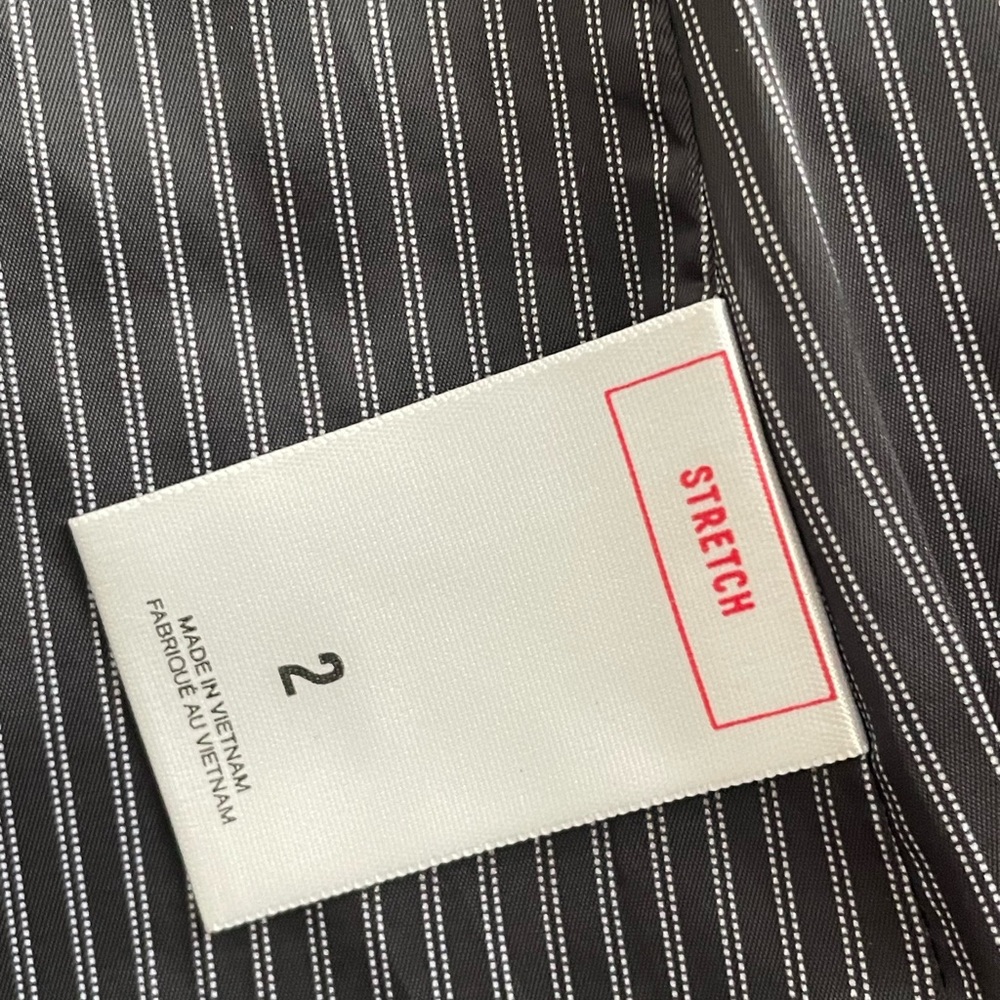 STRETCH
2
MADE IN VIETNAM
FABRIQUÉ AU VIETNAM